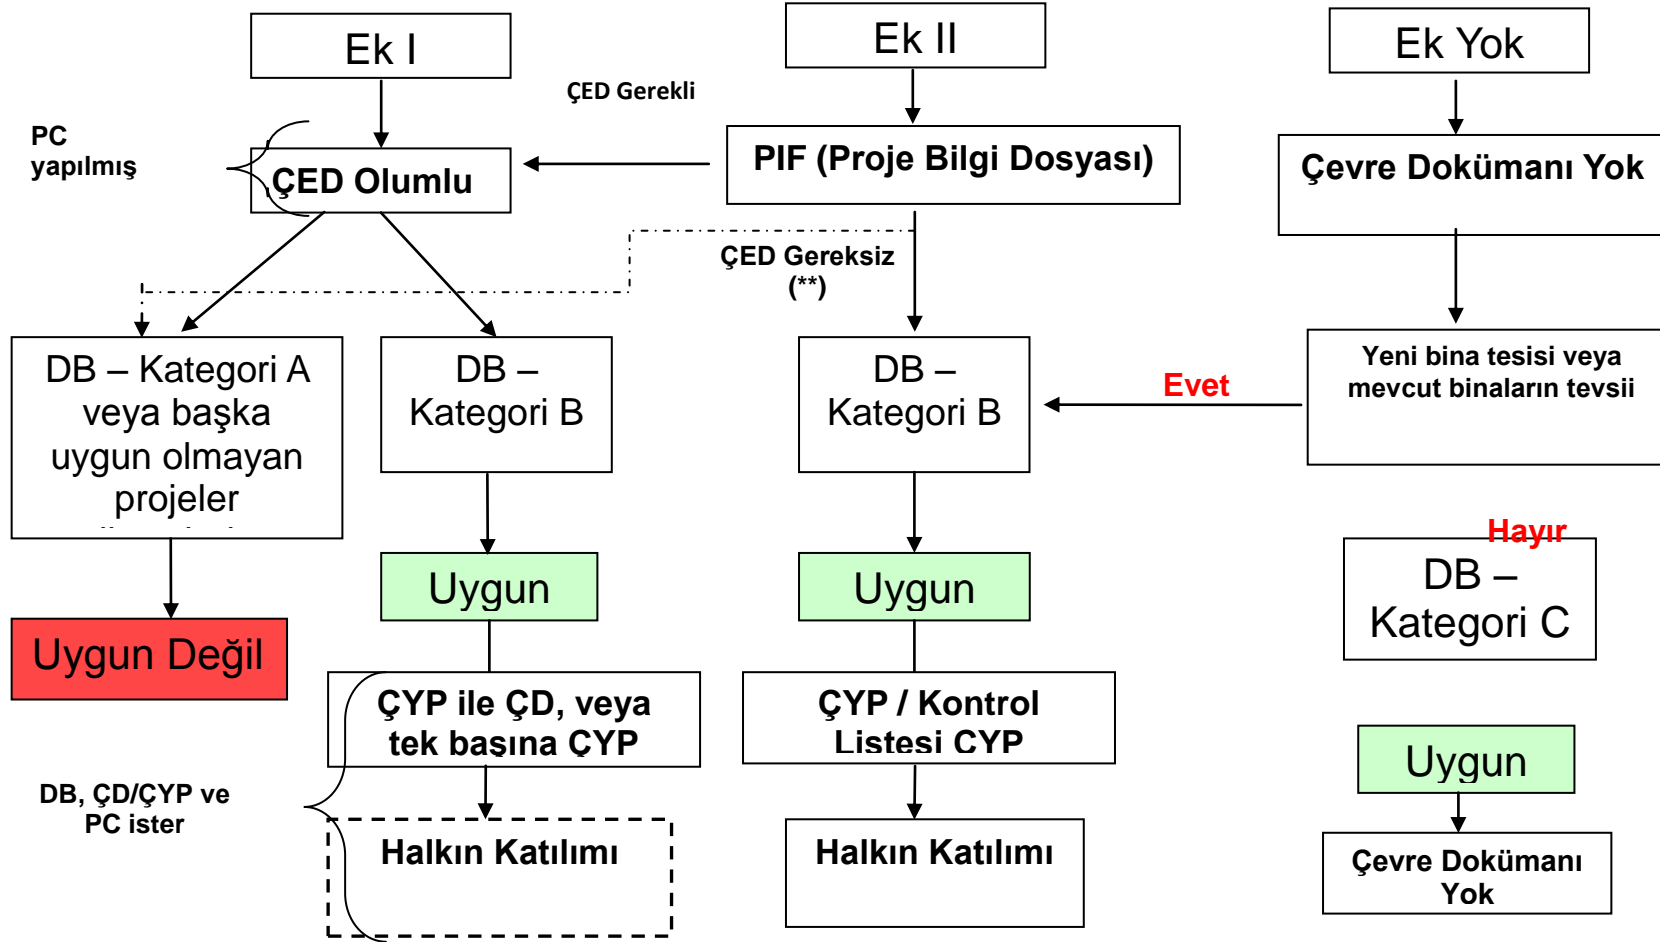 Ek I
Ek II
Ek Yok
ÇED Gerekli
PC
yapılmış
ÇED Olumlu
PIF (Proje Bilgi Dosyası)
Çevre Dokümanı Yok
ÇED Gereksiz
(**)
DB – Kategori A
veya başka
uygun olmayan
projeler
DB –
Kategori B
DB –
Kategori B
Evet
Yeni bina tesisi veya
mevcut binaların tevsii
Hayır
DB –
Kategori C
Uygun Değil
Uygun
Uygun
Uygun
ÇYP ile ÇD, veya
tek başına ÇYP
ÇYP / Kontrol
Listesi ÇYP
DB, ÇD/ÇYP ve
PC ister
Halkın Katılımı
Halkın Katılımı
Çevre Dokümanı
Yok